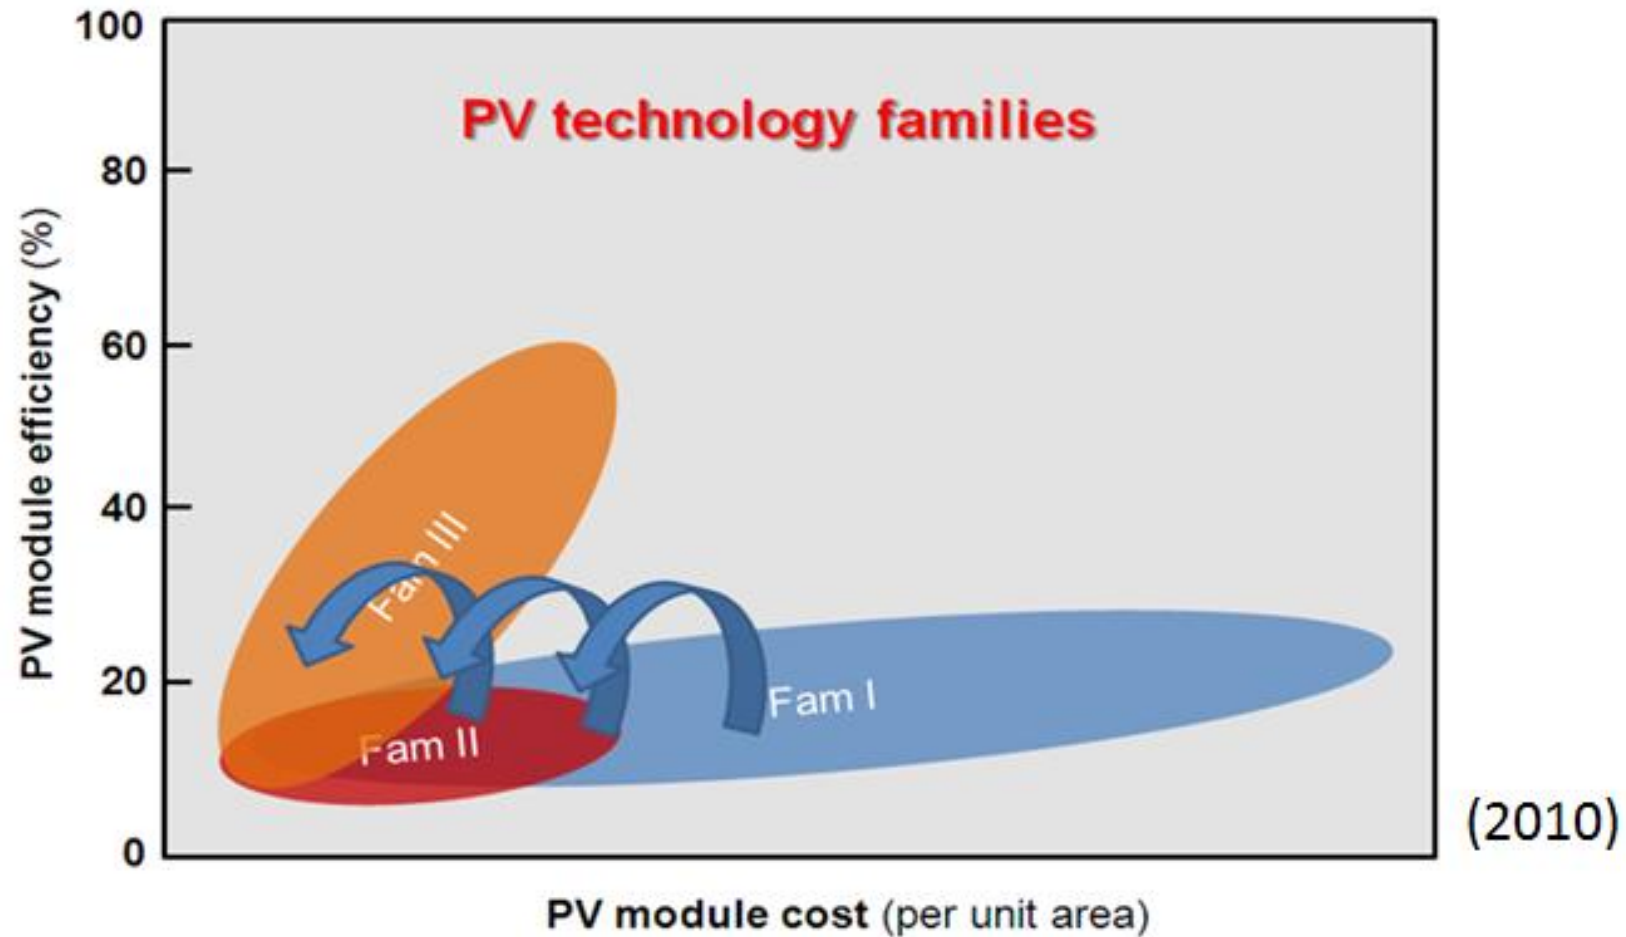 PV technology families
100
80
60
40
20
0
PV module efficiency (%)
Fam III
Fam I
Fam II
(2010)
PV module cost (per unit area)